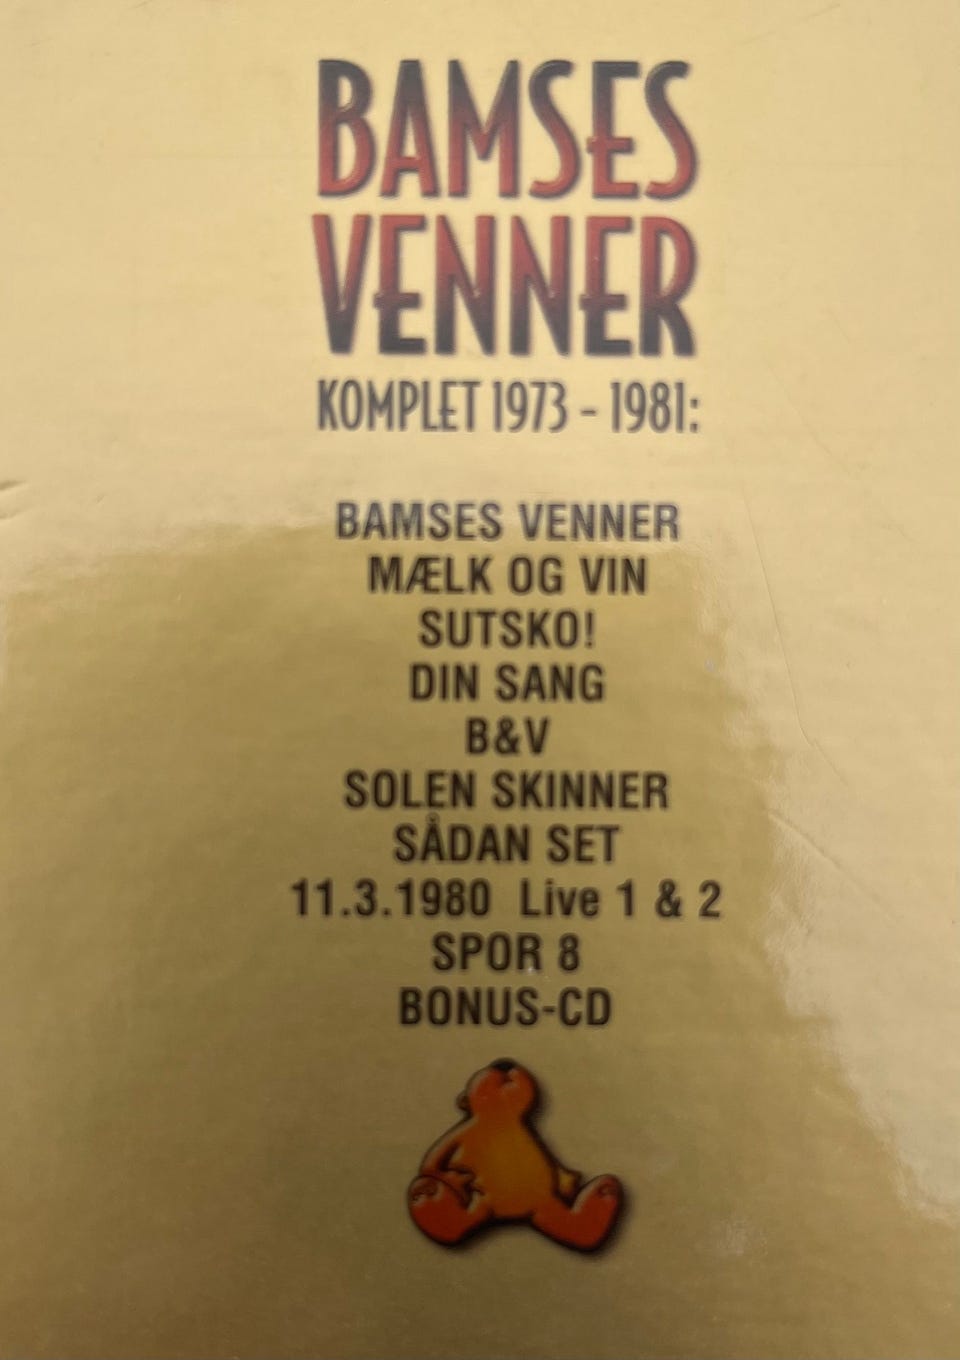 BAMSES
VENNER
KOMPLET 1973 - 1981:
BAMSES VENNER
MÆLK OG VIN
SUTSKO!
DIN SANG
B&V
SOLEN SKINNER
SÅDAN SET
11.3.1980 Live 1 & 2
SPOR 8
BONUS-CD